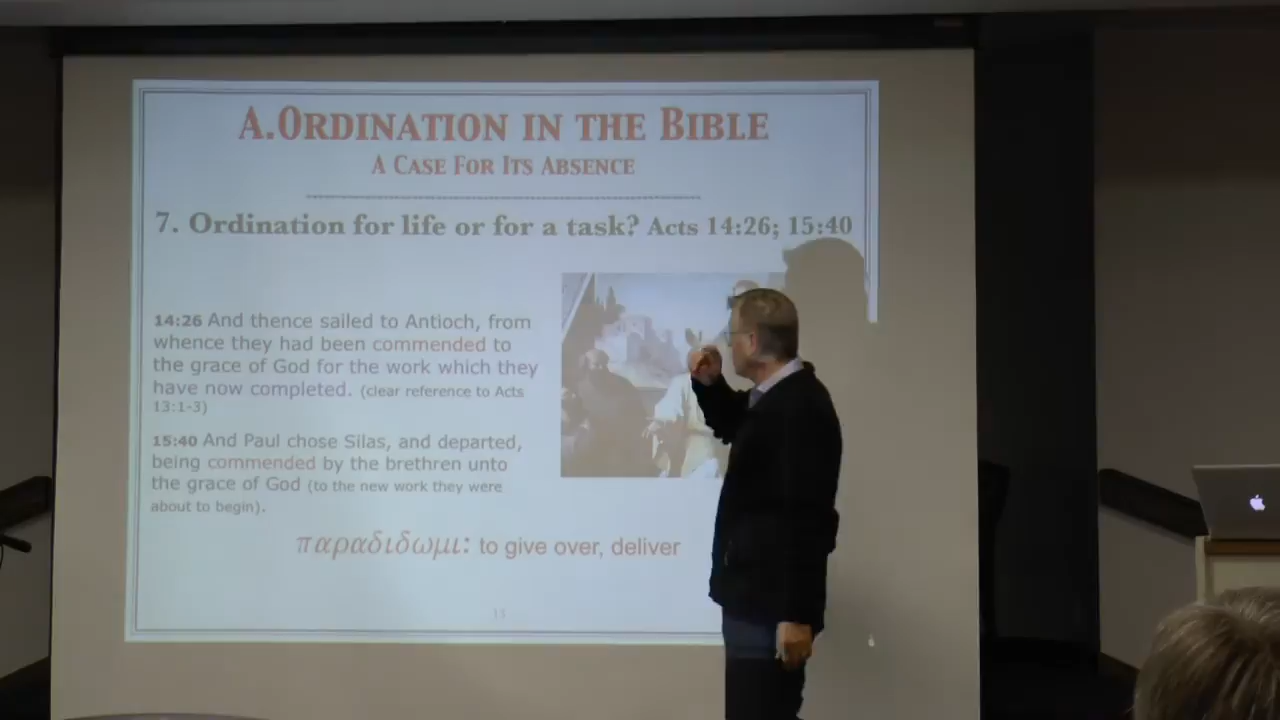 A.ORDINATION IN THE BIBLE
A CASE FOR ITS ABSENCE
7. Ordination for life or for a task? Acts 14:26; 15:40
14:26 And thence sailed to Antioch, from
whence they had been commended to
the grace of God for the work which they
have now completed. (clear reference to Acts
13:1-3)
15:40 And Paul chose Silas, and departed,
being commended by the brethren unto
the grace of God (to the new work they were
about to begin).
παραδιδωμι: to give over, deliver